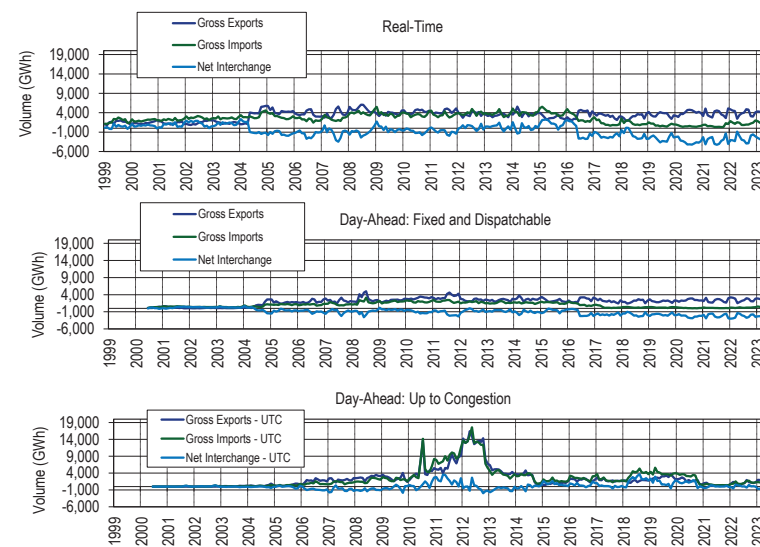 Real-Time
Gross Exports
Gross Imports
Net Interchange
Volume (GWh)
19,000
14,000
9,000
4,000
-1,000
-6,000
1999 2000 2001 2002 2003 2004 2005 2006 2007 2008 2009 2010 2011 2012 2013 2014 2015 2016 2017 2018 2019 2020 2021 2022 2023
Day-Ahead: Fixed and Dispatchable
Gross Exports
Gross Imports
Net Interchange
Volume (GWh)
19,000
14,000
9,000
4,000
-1,000
-6,000
1999 2000 2001 2002 2003 2004 2005 2006 2007 2008 2009 2010 2011 2012 2013 2014 2015 2016 2017 2018 2019 2020 2021 2022 2023
Day-Ahead: Up to Congestion
Gross Exports - UTC
Gross Imports - UTC
Net Interchange - UTC
Volume (GWh)
19,000
14,000
9,000
4,000
-1,000
-6,000
1999 2000 2001 2002 2003 2004 2005 2006 2007 2008 2009 2010 2011 2012 2013 2014 2015 2016 2017 2018 2019 2020 2021 2022 2023